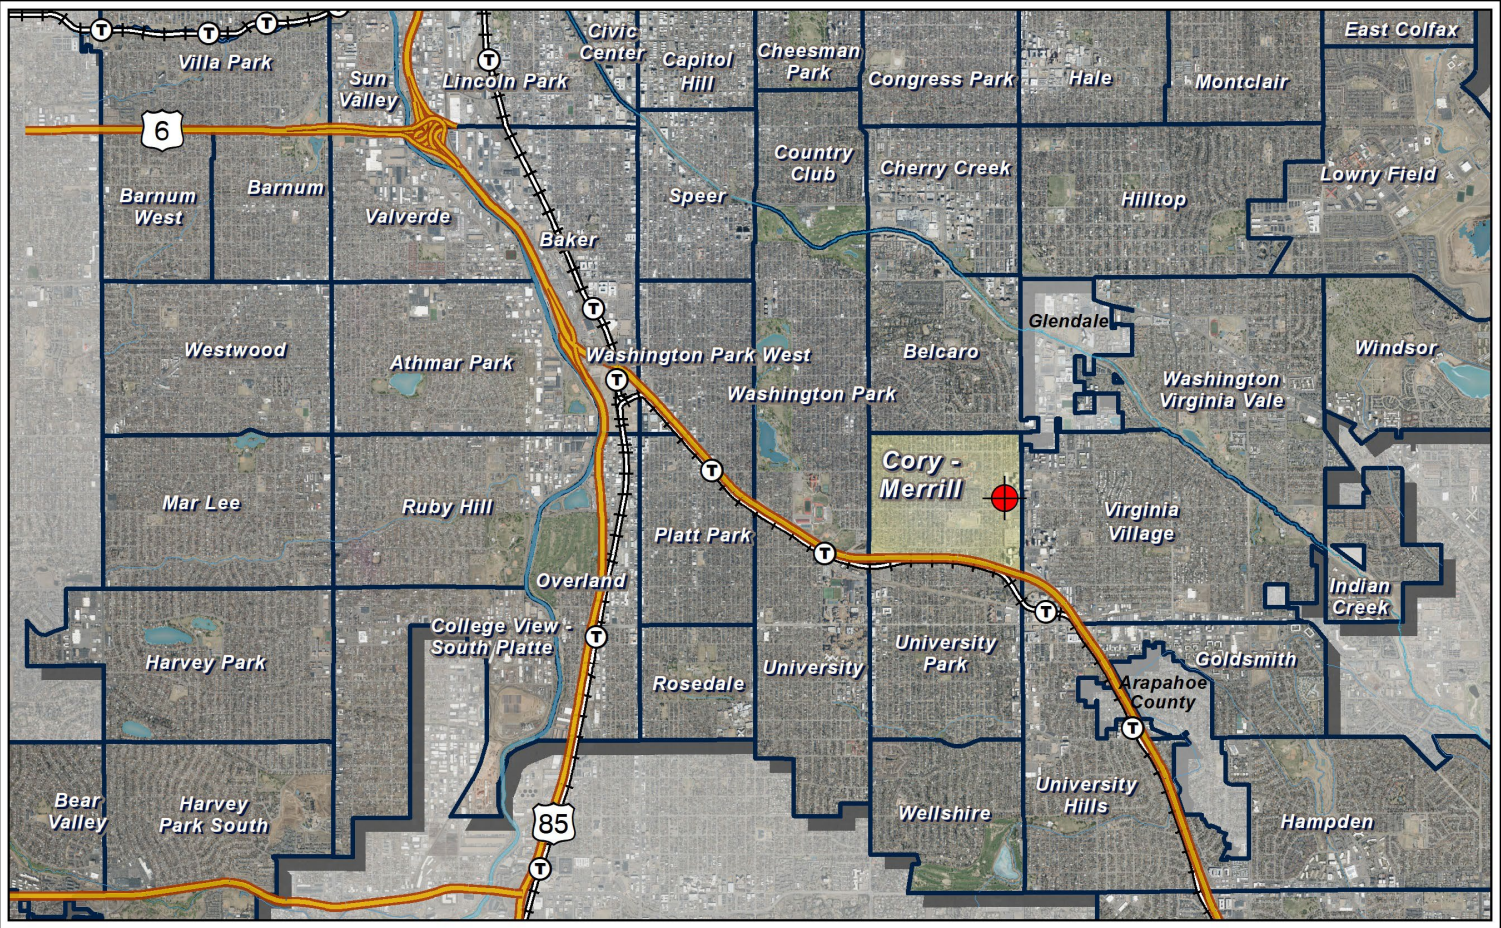 East Colfax
Civic
Center
Villa Park
Sun
Valley
Lincoln Park
Capitol
Hill
Cheesman
Park
Congress Park
Hale
Montclair
6
Barnum
West
Barnum
Valverde
Baker
Speer
Country
Club
Cherry Creek
Hilltop
Lowry Field
Westwood
Athmar Park
Washington Park West
Washington Park
Belcaro
Glendale
Washington
Virginia Vale
Windsor
Mar Lee
Ruby Hill
Platt Park
Cory -
Merrill
Virginia
Village
Overland
Indian
Creek
Harvey Park
College View -
South Platte
Rosedale
University
University
Park
Goldsmith
Arapahoe
County
Bear
Valley
Harvey
Park South
85
Wellshire
University
Hills
Hampden
T
T
T
T
T
T
T
T
T
T
T
T